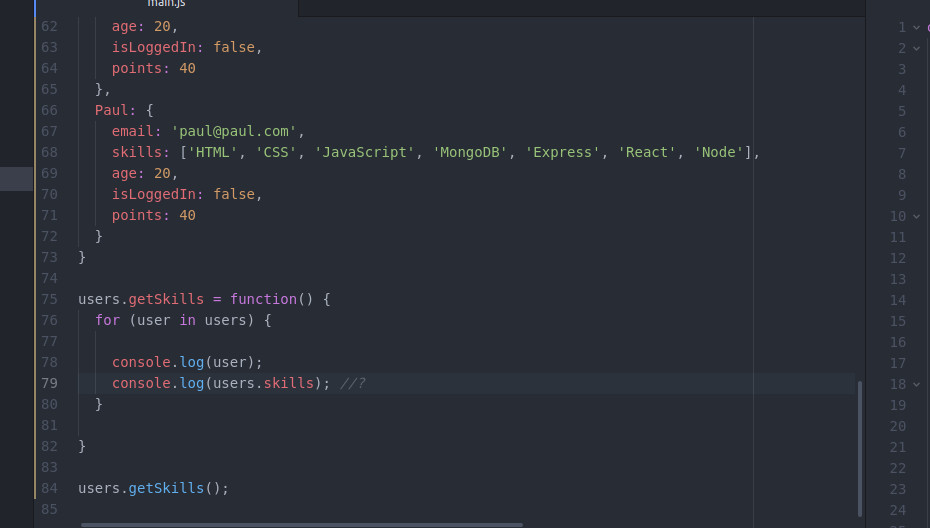 main.js
62 age: 20,
63 isLoggedIn: false,
64 points: 40
65 },
66 Paul: {
67 email: 'paul@paul.com',
68 skills: ['HTML', 'CSS', 'JavaScript', 'MongoDB', 'Express', 'React', 'Node'],
69 age: 20,
70 isLoggedIn: false,
71 points: 40
72 }
73 }
74
75 users.getSkills = function() {
76 for (user in users) {
77
78 console.log(user);
79 console.log(users.skills); //?
80 }
81
82 }
83
84 users.getSkills();
85
1
2
3
4
5
6
7
8
9
10
11
12
13
14
15
16
17
18
19
20
21
22
23
24